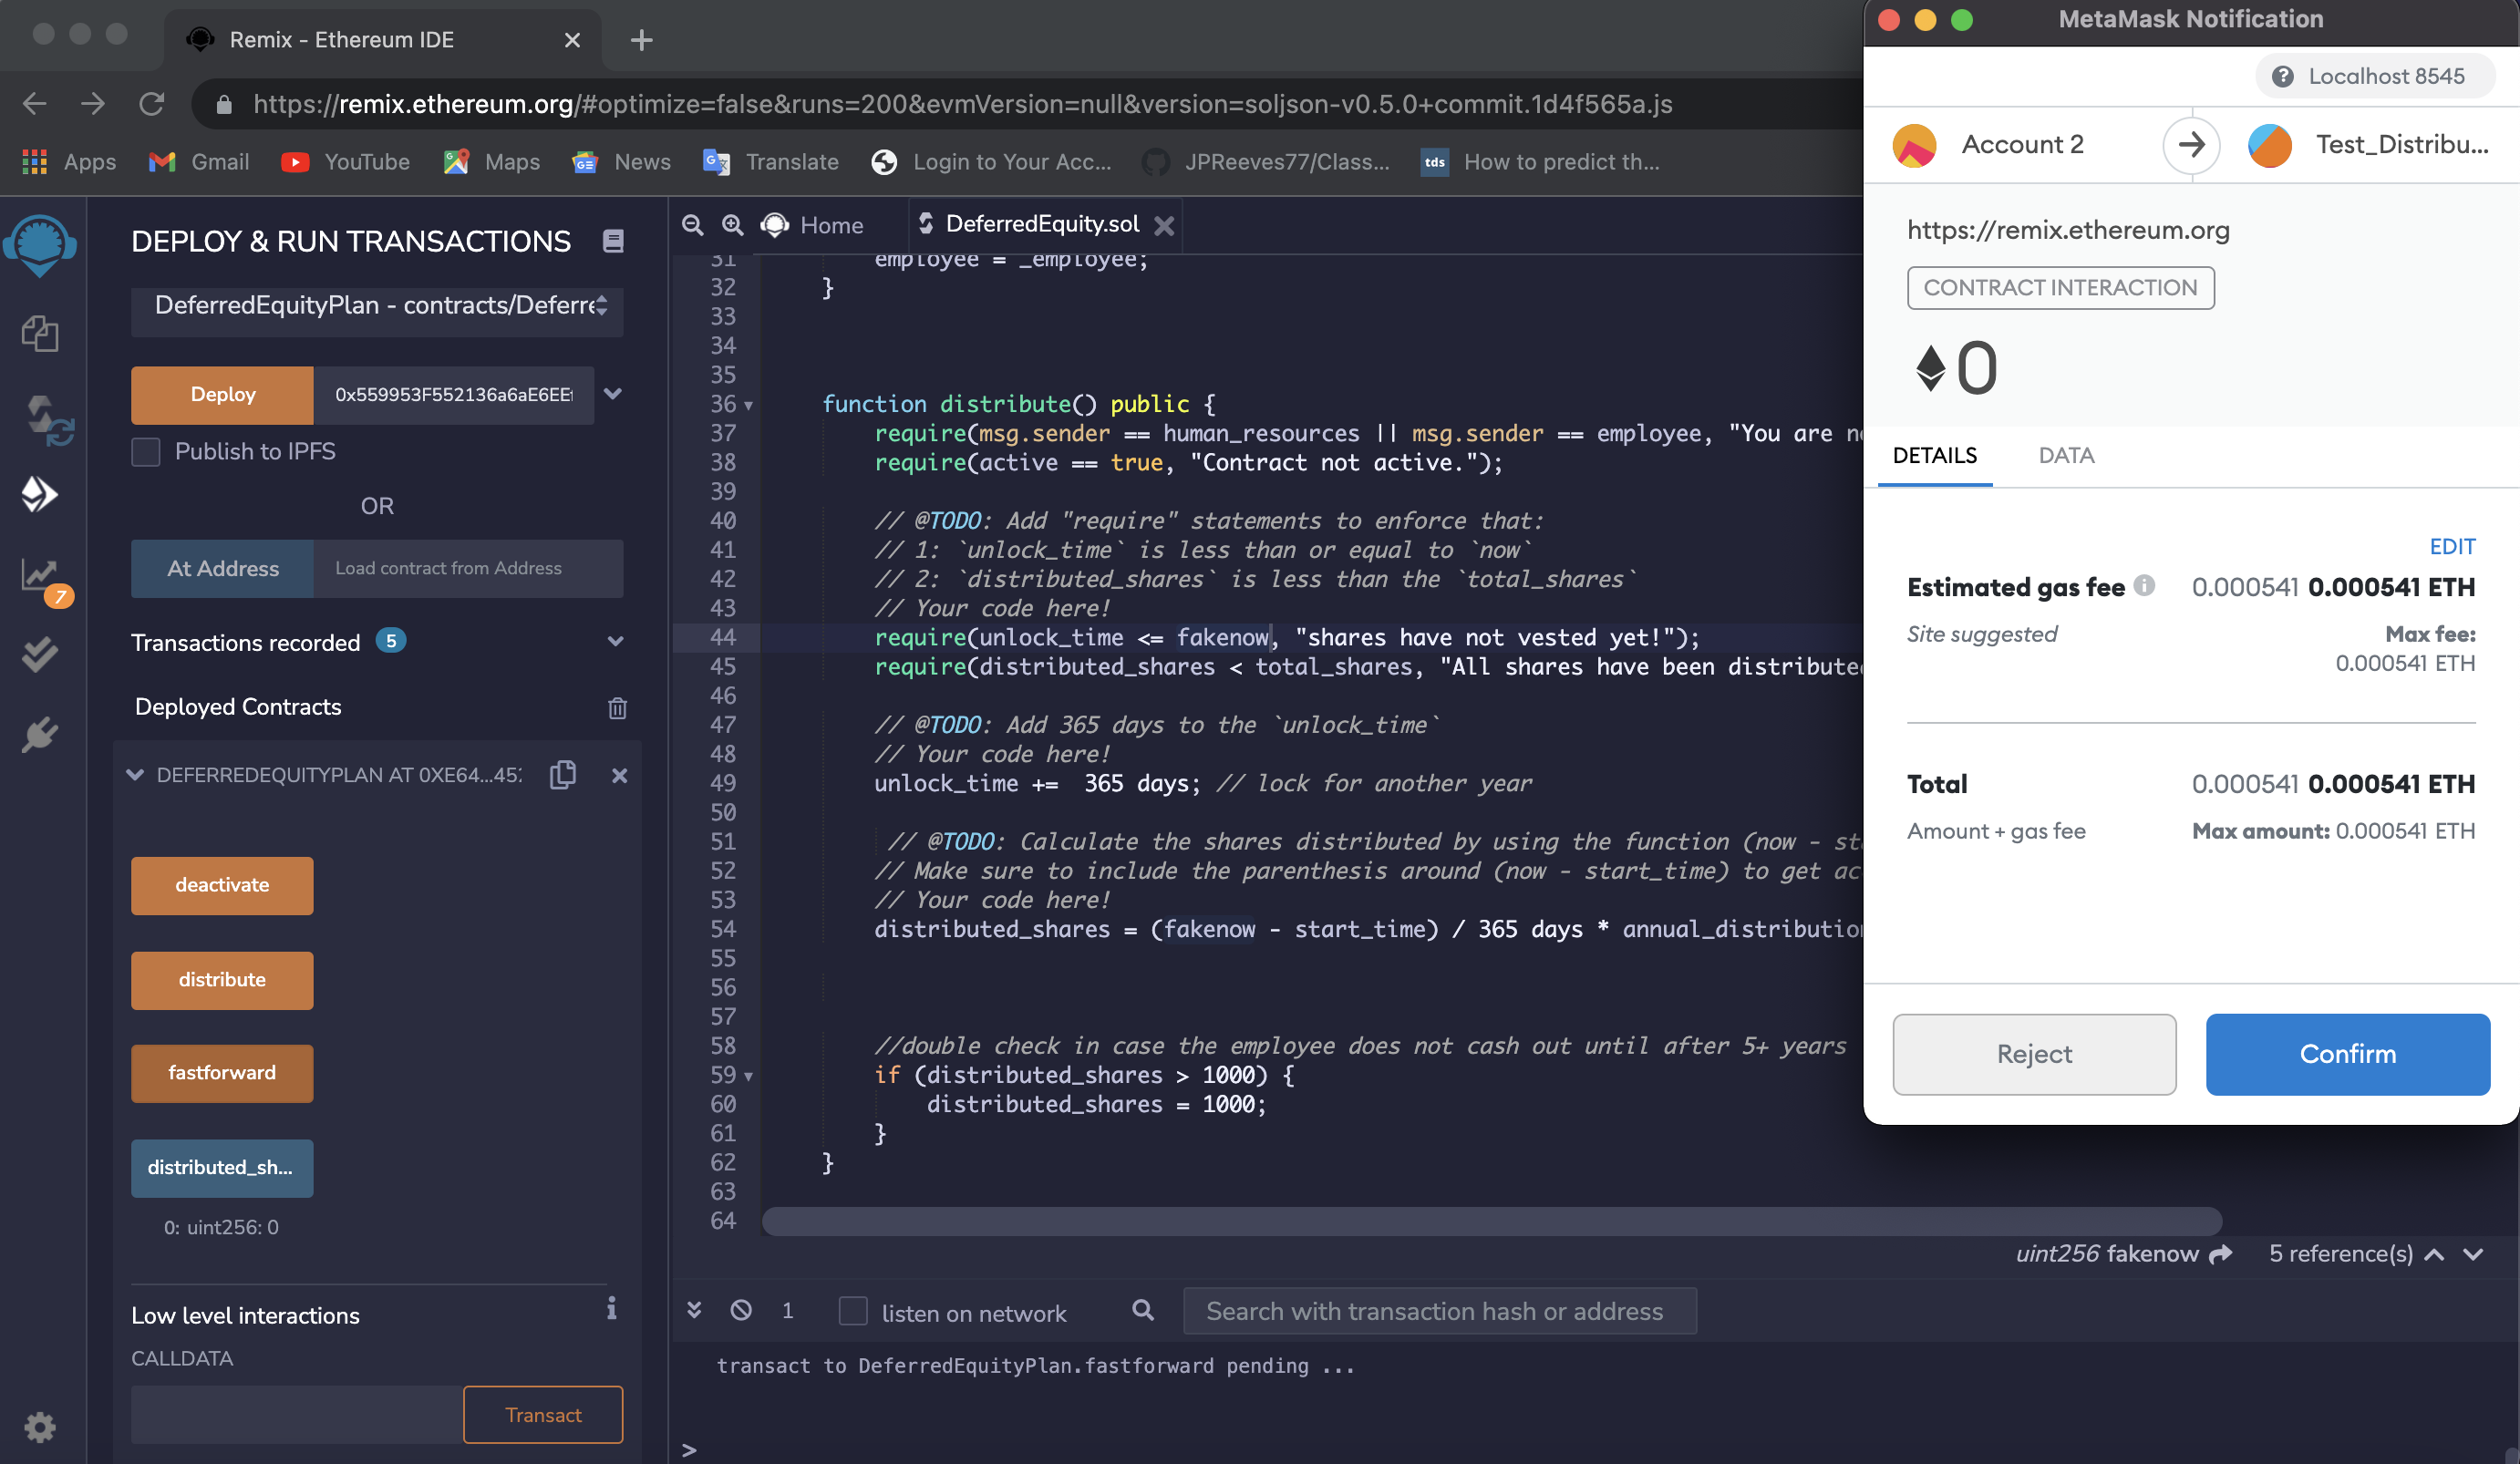 Remix - Ethereum IDE
https://remix.ethereum.org/#optimize=false&runs=200&evmVersion=null&version=soljson-v0.5.0+commit.1d4f565a.js
Apps Gmail YouTube Maps News Translate Login to Your Acc... JPReeves77/Class... tds How to predict th...
DEPLOY & RUN TRANSACTIONS
DeferredEquityPlan - contracts/Deferre
Deploy 0x559953F552136a6aE6EE
Publish to IPFS
OR
At Address Load contract from Address
Transactions recorded 5
7
Deployed Contracts
DEFERREDEQUITYPLAN AT 0XE64...45
deactivate
distribute
fastforward
distributed_sh...
0: uint256: 0
Low level interactions
i
CALLDATA
Transact
Home DeferredEquity.sol
31 employee = _employee;
32 }
33
34
35
36 function distribute() public {
37 require(msg.sender == human_resources || msg.sender == employee, "You are n
38 require(active == true, "Contract not active.");
39
40 // @TODO: Add "require" statements to enforce that:
41 // 1: `unlock_time` is less than or equal to `now`
42 // 2: `distributed_shares` is less than the `total_shares`
43 // Your code here!
44 require(unlock_time <= fakenow, "shares have not vested yet!");
45 require(distributed_shares < total_shares, "All shares have been distribute
46
47 // @TODO: Add 365 days to the `unlock_time`
48 // Your code here!
49 unlock_time += 365 days; // lock for another year
50
51 // @TODO: Calculate the shares distributed by using the function (now - st
52 // Make sure to include the parenthesis around (now - start_time) to get ac
53 // Your code here!
54 distributed_shares = (fakenow - start_time) / 365 days * annual_distributio
55
56
57
58 //double check in case the employee does not cash out until after 5+ years
59 if (distributed_shares > 1000) {
60 distributed_shares = 1000;
61 }
62 }
63
64
uint256 fakenow 5 reference(s)
1 listen on network Search with transaction hash or address
transact to DeferredEquityPlan.fastforward pending ...
>
MetaMask Notification
? Localhost 8545
Account 2 Test_Distribu...
https://remix.ethereum.org
CONTRACT INTERACTION
0
DETAILS DATA
EDIT
Estimated gas fee i 0.000541 0.000541 ETH
Site suggested Max fee:
0.000541 ETH
Total 0.000541 0.000541 ETH
Amount + gas fee Max amount: 0.000541 ETH
Reject Confirm